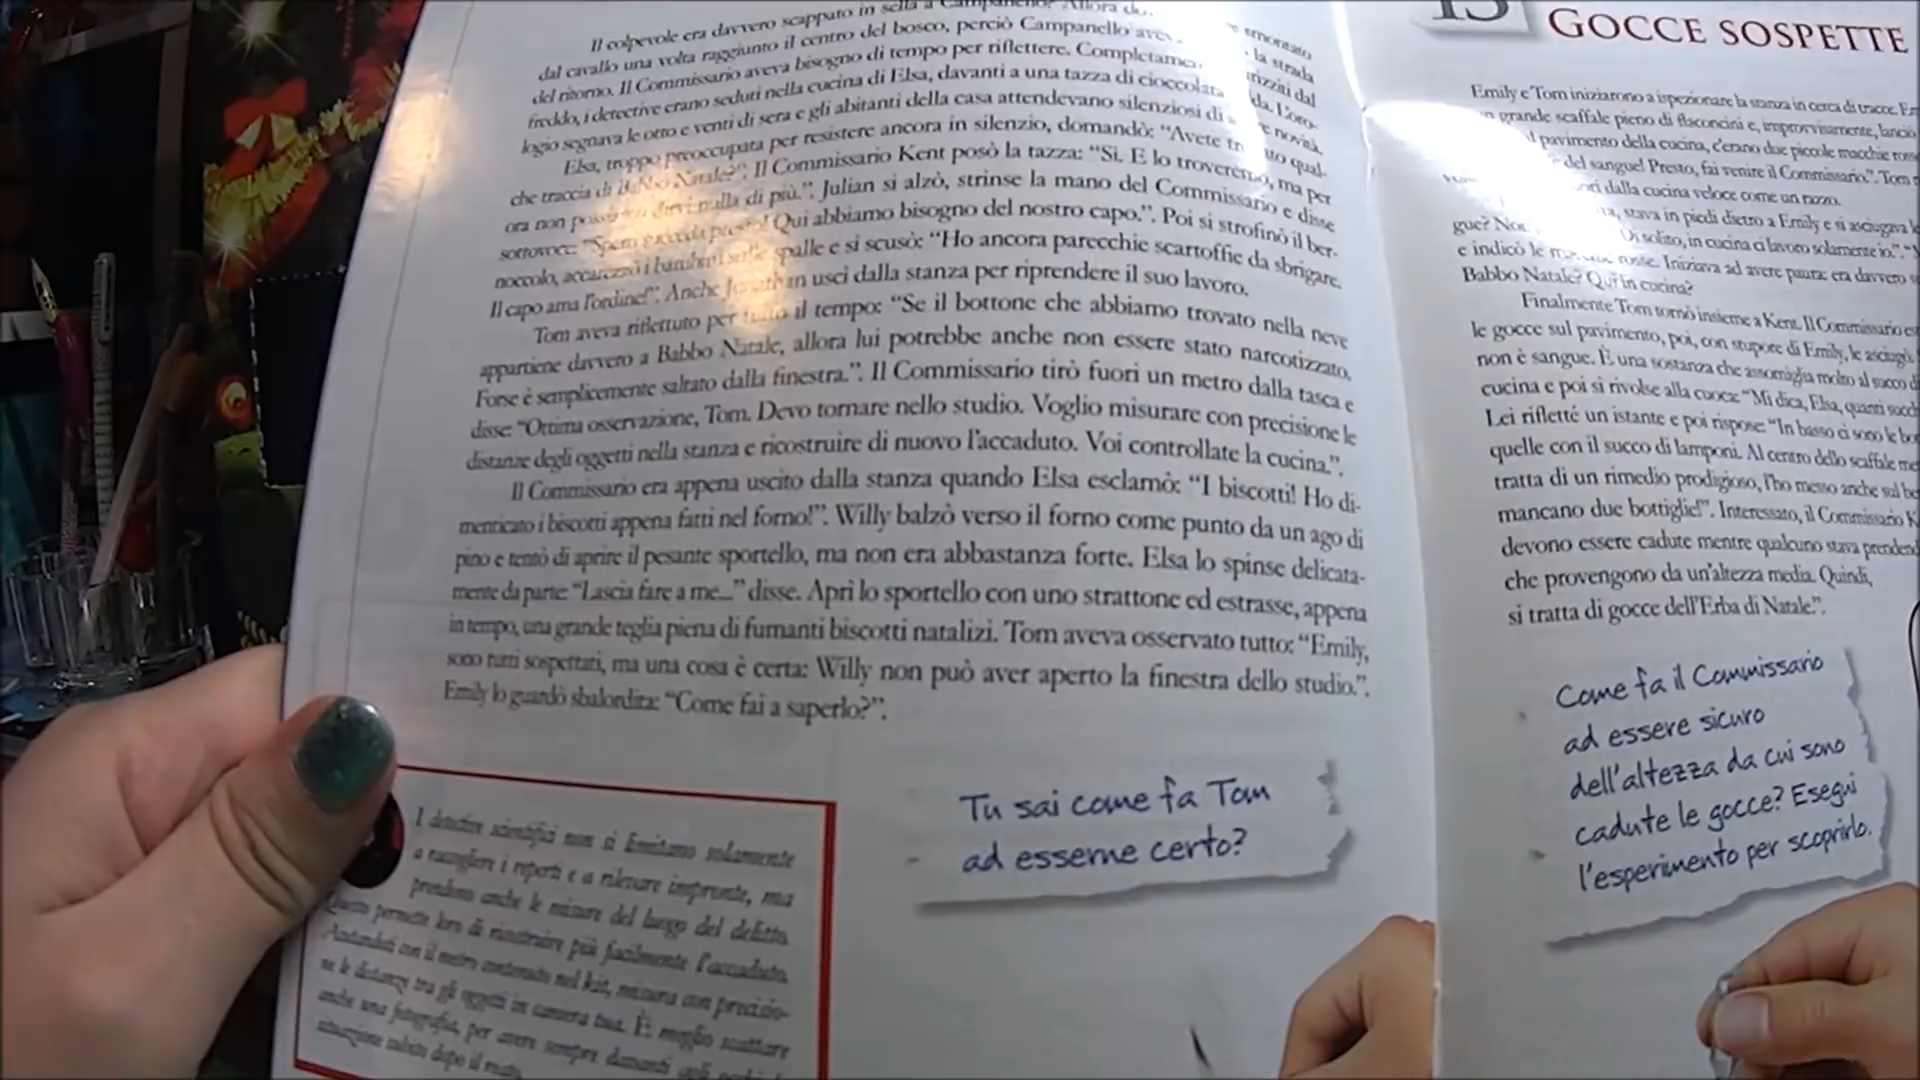 Il colpevole era davvero scappato in sella a Campanello? Allora
dal cavallo una volta raggiunto il centro del bosco, perciò Campanello
del ritorno. Il Commissario aveva bisogno di tempo per riflettere.
freddo, i detective erano seduti nella cucina di Elsa, davanti a una tazza di cioccolata
logio segnava le otto e venti di sera e gli abitanti della casa attendevano silenziosi di
smontato
la strada
dal
da. L'oro-
e novità.
Elsa, troppo preoccupata per resistere ancora in silenzio, domandò: “Avete qual-
che traccia di Babbo Natale?”. Il Commissario Kent posò la tazza: “Sì. E lo troveremo, ma per
ora non nulla di più.”. Julian si alzò, strinse la mano del Commissario e disse
sottovoce: Qui abbiamo bisogno del nostro capo.”. Poi si strofinò il ber-
noccolo, accarezzò i bambini spalle e si scusò: “Ho ancora parecchie scartoffie da sbrigare.
Il capo ama l'ordine!”. Anche uscì dalla stanza per riprendere il suo lavoro.
Tom aveva riflettuto per tutto il tempo: “Se il bottone che abbiamo trovato nella neve
appartiene davvero a Babbo Natale, allora lui potrebbe anche non essere stato narcotizzato.
Forse è semplicemente saltato dalla finestra.”. Il Commissario tirò fuori un metro dalla tasca e
disse: “Ottima osservazione, Tom. Devo tornare nello studio. Voglio misurare con precisione le
distanze degli oggetti nella stanza e ricostruire di nuovo l'accaduto. Voi controllate la cucina.”.
Il Commissario era appena uscito dalla stanza quando Elsa esclamò: “I biscotti! Ho di-
menticato i biscotti appena fatti nel forno!”. Willy balzò verso il forno come punto da un ago di
pino e tentò di aprire il pesante sportello, ma non era abbastanza forte. Elsa lo spinse delicata-
mente da parte: “Lascia fare a me...” disse. Aprì lo sportello con uno strattone ed estrasse, appena
in tempo, una grande teglia piena di fumanti biscotti natalizi. Tom aveva osservato tutto: “Emily,
sono tutti sospettati, ma una cosa è certa: Willy non può aver aperto la finestra dello studio.”.
Emily lo guardò sbalordita: “Come fai a saperlo?”.
Tu sai come fa Tom
ad esserne certo?
I detective scientifici non si limitano solamente
a raccogliere i reperti e a rilevare impronte, ma
prendono anche le misure del luogo del delitto.
Questo permette loro di ricostruire più facilmente l'accaduto.
Aiutandoti con il metro contenuto nel kit, misura con precisio-
ne le distanze tra gli oggetti in camera tua. È meglio scattare
anche una fotografia, per avere sempre davanti
subito dopo il reato.
GOCCE SOSPETTE
Emily e Tom iniziarono a ispezionare la stanza in cerca di tracce.
grande scaffale pieno di flaconcini e, improvvisamente, lanciò
pavimento della cucina, c'erano due piccole macchie
del sangue! Presto, fai venire il Commissario.”. Tom
dalla cucina veloce come un razzo.
stava in piedi dietro a Emily e si asciugava
gue? Di solito, in cucina ci lavoro solamente io.”.
e indicò le rosse. Iniziava ad avere paura: era davvero
Babbo Natale? Qui in cucina?
Finalmente Tom tornò insieme a Kent. Il Commissario
le gocce sul pavimento, poi, con stupore di Emily, le asciugò.
non è sangue. È una sostanza che assomiglia molto al succo
cucina e poi si rivolse alla cuoca: “Mi dica, Elsa, quanti
Lei rifletté un istante e poi rispose: “In basso ci sono le
quelle con il succo di lamponi. Al centro dello scaffale
tratta di un rimedio prodigioso, l'ho messo anche sul
mancano due bottiglie!”. Interessato, il Commissario
devono essere cadute mentre qualcuno stava
che provengono da un'altezza media. Quindi,
si tratta di gocce dell'Erba di Natale.”.
Come fa il Commissario
ad essere sicuro
dell'altezza da cui sono
cadute le gocce? Esegui
l'esperimento per scoprirlo.